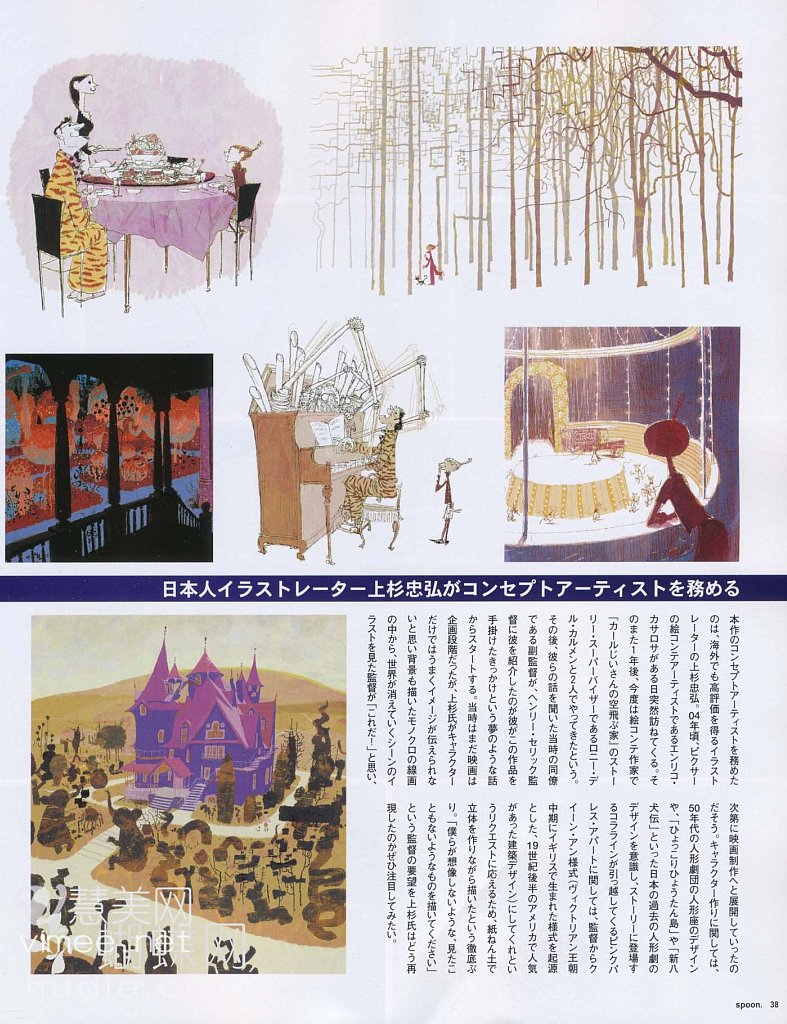 日本人イラストレーター上杉忠弘がコンセプトアーティストを務める
本作のコンセプトアーティストを務めた
のは、海外でも高評価を得るイラスト
レーターの上杉忠弘。04年頃、ピクサー
の絵コンテアーティストであるエンリコ・
カサロサがある日突然訪ねてくる。そ
のまた1年後、今度は絵コンテ作家で
『カールじいさんの空飛ぶ家』のストー
リー・スーパーバイザーであるロニー・デ
ル・カルメンと2人でやってきたという。
その後、彼らの話を聞いた当時の同僚
である副監督が、ヘンリー・セリック監
督に彼を紹介したのが彼がこの作品を
手掛けたきっかけという夢のような話
からスタートする。当時はまだ映画は
企画段階だったが、上杉氏がキャラクター
だけではうまくイメージが伝えられな
いと思い背景も描いたモノクロの線画
の中から、世界が消えていくシーンのイ
ラストを見た監督が「これだ!」と思い、
次第に映画制作へと展開していったの
だそう。キャラクター作りに関しては、
50年代の人形劇団の人形座のデザイン
や、「ひょっこりひょうたん島」や「新八
犬伝」といった日本の過去の人形劇の
デザインを意識し、ストーリーに登場す
るコララインが引っ越してくるピンクパ
レス・アパートに関しては、監督からク
イーン・アン様式(ヴィクトリアン王朝
中期にイギリスで生まれた様式を起源
とした、19世紀後半のアメリカで人気
があった建築デザイン)にしてくれとい
うリクエストに応えるため、紙ねん土で
立体を作りながら描いたという徹底ぶ
り。「僕らが想像しないような、見たこ
ともないようなものを描いてください」
という監督の要望を上杉氏はどう再
現したのかぜひ注目してみたい。
慧美网
vimee.net
蝴蝶网
hudie.co
spoon. 38